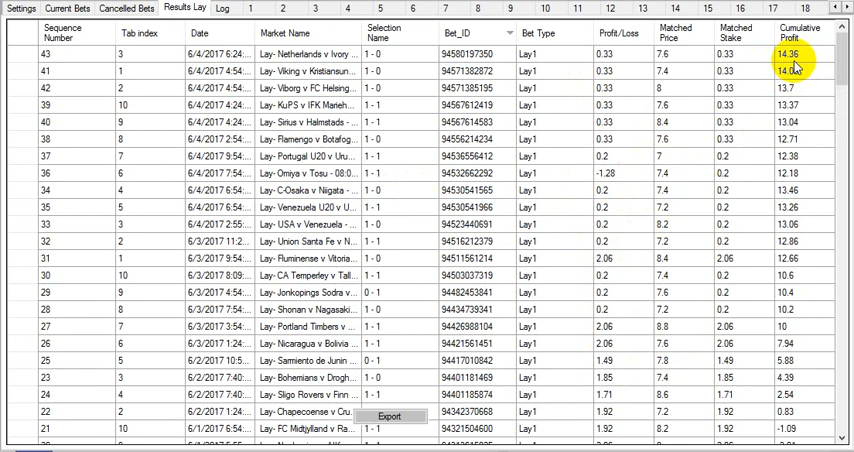 Settings Current Bets Cancelled Bets Results Lay Log 1 2 3 4 5 6 7 8 9 10 11 12 13 14 15 16 17 18
Sequence Number Tab index Date Market Name Selection Name Bet_ID Bet Type Profit/Loss Matched Price Matched Stake Cumulative Profit
43 1 6/4/2017 6:24:... Lay- Netherlands v Ivory ... 1 - 0 94580197350 Lay1 0.33 7.6 0.33 14.36
41 1 6/4/2017 4:54:... Lay- Viking v Kristiansun... 1 - 0 94571382872 Lay1 0.33 7.4 0.33
42 2 6/4/2017 4:54:... Lay- Viborg v FC Helsing... 1 - 0 94571385195 Lay1 0.33 8 0.33 13.7
39 10 6/4/2017 4:24:... Lay- KuPS v IFK Marieh... 1 - 1 94567612419 Lay1 0.33 7.6 0.33 13.37
40 9 6/4/2017 4:24:... Lay- Sirius v Halmstads - ... 1 - 1 94567614583 Lay1 0.33 8.4 0.33 13.04
38 8 6/4/2017 2:54:... Lay- Flamengo v Botafog... 1 - 0 94556214234 Lay1 0.33 7.4 0.33 12.71
37 7 6/4/2017 9:54:... Lay- Portugal U20 v Uru... 1 - 1 94536556412 Lay1 0.2 7 0.2 12.38
36 6 6/4/2017 7:54:... Lay- Omiya v Tosu - 08:0... 1 - 1 94532662292 Lay1 -1.28 7.4 0.2 12.18
34 4 6/4/2017 6:54:... Lay- C-Osaka v Niigata - ... 1 - 0 94530541565 Lay1 0.2 7.4 0.2 13.46
35 5 6/4/2017 6:54:... Lay- Venezuela U20 v U... 1 - 1 94530541966 Lay1 0.2 7.2 0.2 13.26
33 3 6/4/2017 2:55:... Lay- USA v Venezuela - ... 0 - 1 94523440691 Lay1 0.2 8.2 0.2 13.06
32 2 6/3/2017 11:2... Lay- Union Santa Fe v N... 0 - 1 94516212379 Lay1 0.2 7.2 0.2 12.86
31 1 6/3/2017 9:54:... Lay- Fluminense v Vitoria... 0 - 1 94511561214 Lay1 2.06 8.4 2.06 12.66
30 10 6/3/2017 8:09:... Lay- CA Temperley v Tall... 1 - 1 94503037319 Lay1 0.2 7.2 0.2 10.6
29 9 6/3/2017 4:54:... Lay- Jonkopings Sodra v... 0 - 1 94482453841 Lay1 0.2 7.6 0.2 10.4
28 8 6/3/2017 7:54:... Lay- Shonan v Nagasaki... 1 - 0 94434739341 Lay1 0.2 7.2 0.2 10.2
27 7 6/3/2017 3:54:... Lay- Portland Timbers v ... 1 - 1 94426988104 Lay1 2.06 8.8 2.06 10
26 6 6/3/2017 1:24:... Lay- Nicaragua v Bolivia ... 1 - 1 94421561451 Lay1 2.06 7.6 2.06 7.94
25 5 6/2/2017 10:5... Lay- Sarmiento de Junin ... 0 - 1 94417010842 Lay1 1.49 7.8 1.49 5.88
23 3 6/2/2017 7:40:... Lay- Bohemians v Drogh... 1 - 1 94401181469 Lay1 1.85 7.4 1.85 4.39
24 4 6/2/2017 7:40:... Lay- Sligo Rovers v Finn ... 1 - 1 94401185874 Lay1 1.71 8.6 1.71 2.54
22 2 6/2/2017 1:24:... Lay- Chapecoense v Cru... 94342370668 Lay1 1.92 7.2 1.92 0.83
Export
21 10 6/1/2017 4:54:... Lay- FC Midtjylland v Ra... 94321504600 Lay1 1.92 8.2 1.92 -1.09